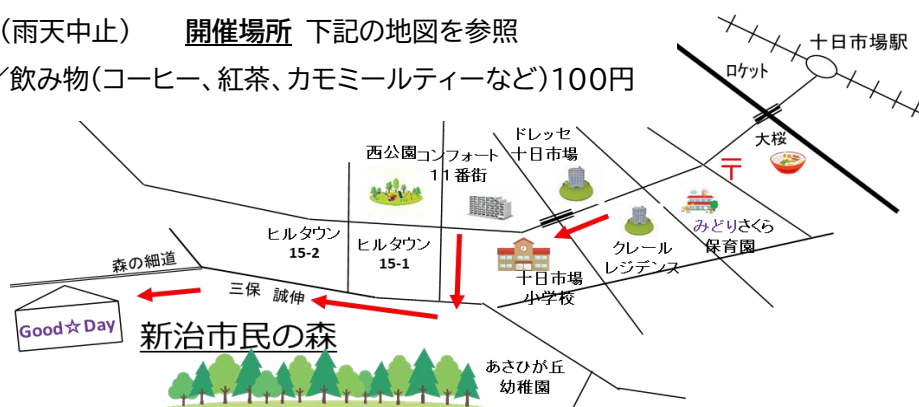 (雨天中止) 開催場所 下記の地図を参照
／飲み物(コーヒー、紅茶、カモミールティーなど)100円
十日市場駅
ロケット
大桜
〒
ドレッセ
十日市場
西公園
コンフォート
11番街
みどりさくら
保育園
クレール
レジデンス
ヒルタウン
15-2
ヒルタウン
15-1
十日市場
小学校
森の細道
三保 誠伸
Good☆Day
新治市民の森
あさひが丘
幼稚園